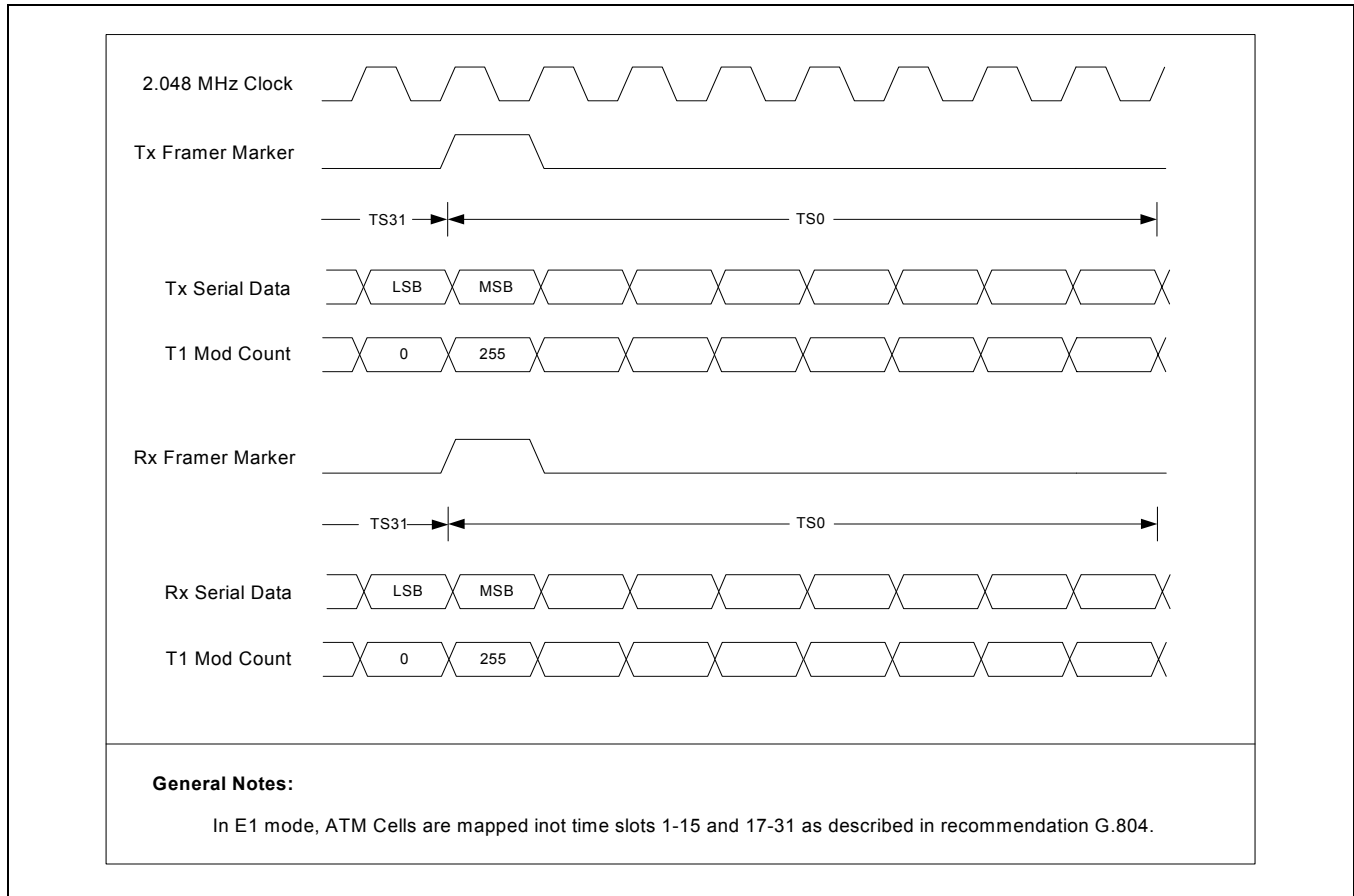 2.048 MHz Clock
Tx Framer Marker
TS31
TS0
Tx Serial Data
LSB
MSB
T1 Mod Count
0
255
Rx Framer Marker
TS31
TS0
Rx Serial Data
LSB
MSB
T1 Mod Count
0
255
General Notes:
In E1 mode, ATM Cells are mapped inot time slots 1-15 and 17-31 as described in recommendation G.804.